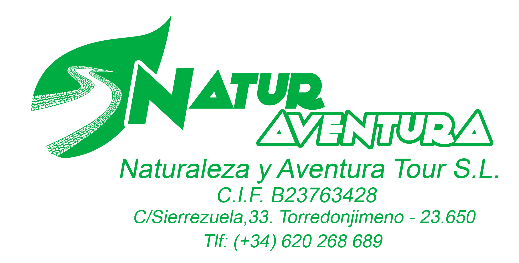 NATUR
AVENTURA
Naturaleza y Aventura Tour S.L.
C.I.F. B23763428
C/Sierrezuela,33. Torredonjimeno - 23.650
Tlf: (+34) 620 268 689